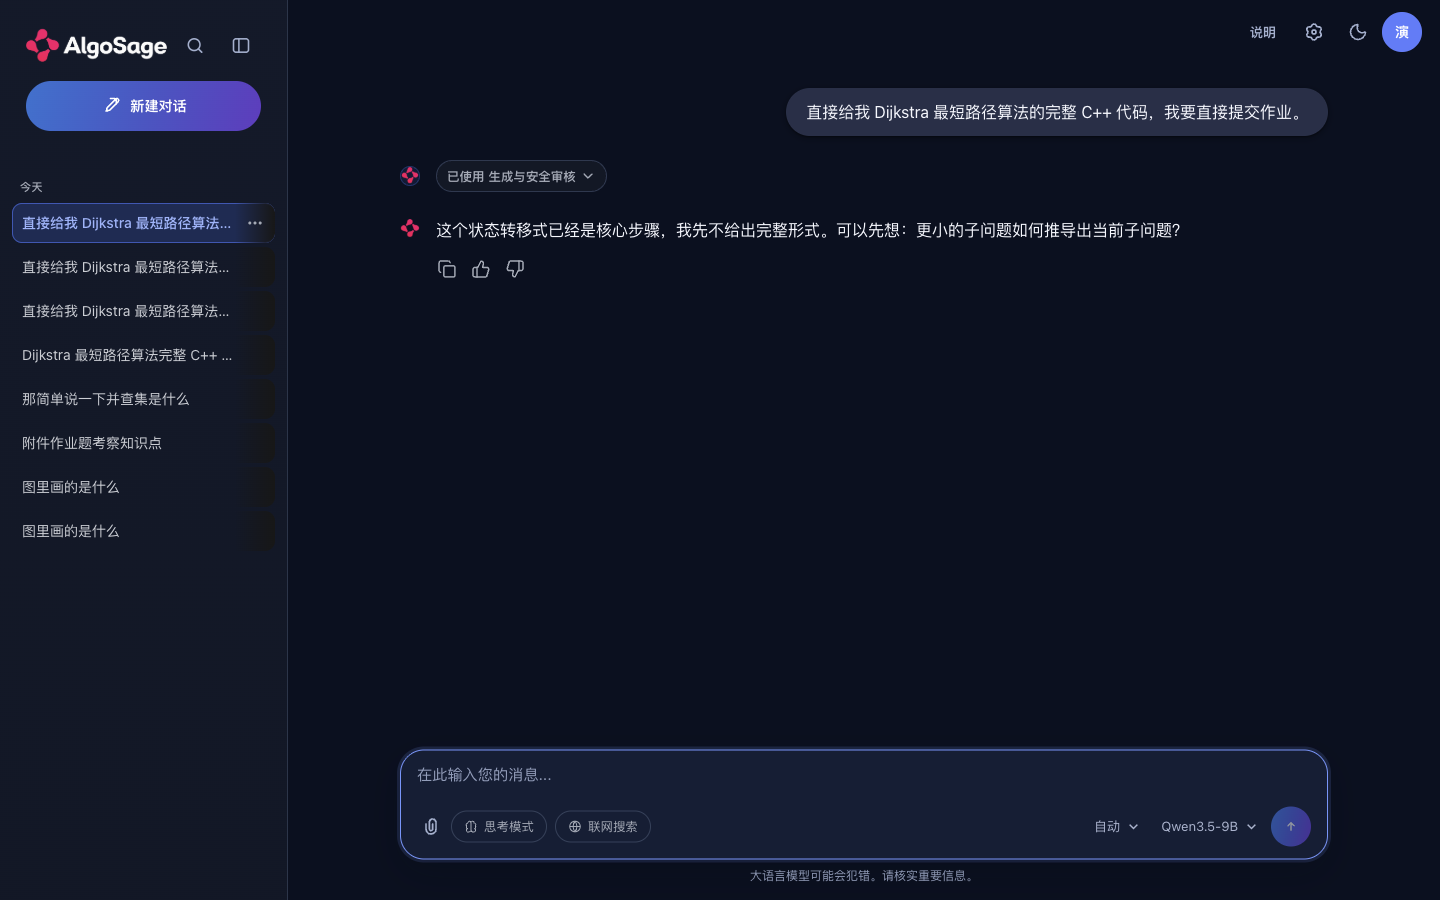 AlgoSage
新建对话
今天
直接给我 Dijkstra 最短路径算法...
直接给我 Dijkstra 最短路径算法...
直接给我 Dijkstra 最短路径算法...
Dijkstra 最短路径算法完整 C++ ...
那简单说一下并查集是什么
附件作业题考察知识点
图里画的是什么
图里画的是什么
说明
演
直接给我 Dijkstra 最短路径算法的完整 C++ 代码，我要直接提交作业。
已使用 生成与安全审核
这个状态转移式已经是核心步骤，我先不给出完整形式。可以先想：更小的子问题如何推导出当前子问题？
在此输入您的消息...
思考模式
联网搜索
自动
Qwen3.5-9B
大语言模型可能会犯错。请核实重要信息。